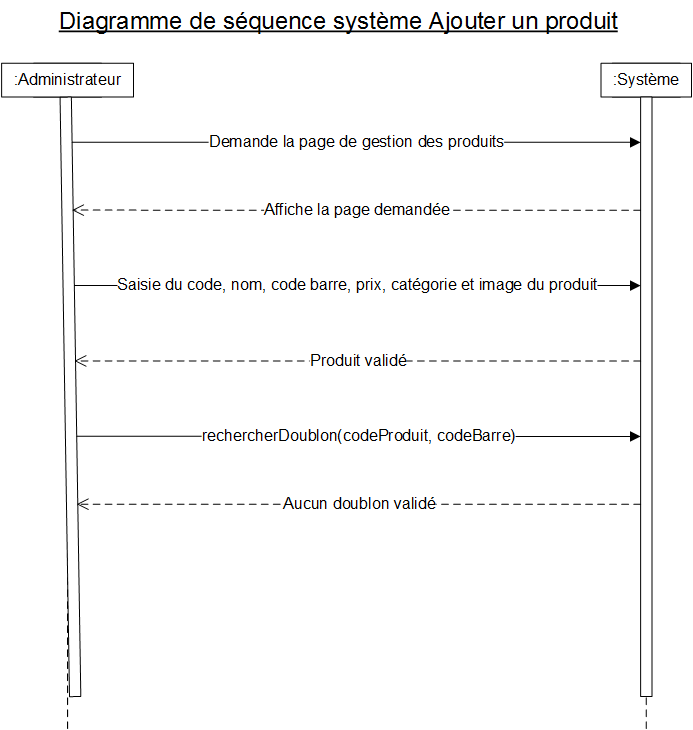 Diagramme de séquence système Ajouter un produit
:Administrateur
:Système
Demande la page de gestion des produits
Affiche la page demandée
Saisie du code, nom, code barre, prix, catégorie et image du produit
Produit validé
rechercherDoublon(codeProduit, codeBarre)
Aucun doublon validé